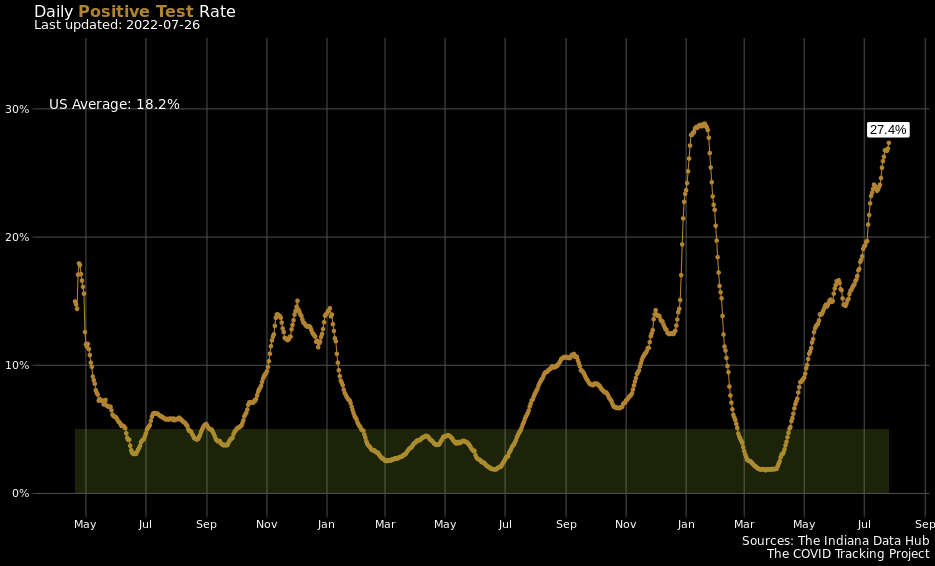 Daily Positive Test Rate
Last updated: 2022-07-26
US Average: 18.2%
30%
27.4%
20%
10%
0%
May Jul Sep Nov Jan Mar May Jul Sep Nov Jan Mar May Jul Sep
Sources: The Indiana Data Hub
The COVID Tracking Project